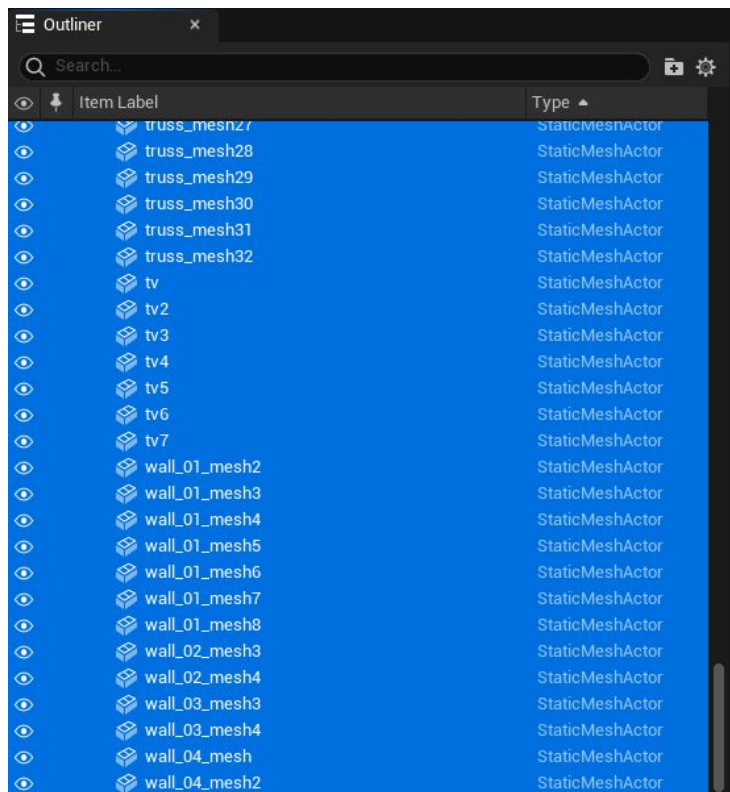 Outliner ×
Search...
Item Label Type
truss_mesh27 StaticMeshActor
truss_mesh28 StaticMeshActor
truss_mesh29 StaticMeshActor
truss_mesh30 StaticMeshActor
truss_mesh31 StaticMeshActor
truss_mesh32 StaticMeshActor
tv StaticMeshActor
tv2 StaticMeshActor
tv3 StaticMeshActor
tv4 StaticMeshActor
tv5 StaticMeshActor
tv6 StaticMeshActor
tv7 StaticMeshActor
wall_01_mesh2 StaticMeshActor
wall_01_mesh3 StaticMeshActor
wall_01_mesh4 StaticMeshActor
wall_01_mesh5 StaticMeshActor
wall_01_mesh6 StaticMeshActor
wall_01_mesh7 StaticMeshActor
wall_01_mesh8 StaticMeshActor
wall_02_mesh3 StaticMeshActor
wall_02_mesh4 StaticMeshActor
wall_03_mesh3 StaticMeshActor
wall_03_mesh4 StaticMeshActor
wall_04_mesh StaticMeshActor
wall_04_mesh2 StaticMeshActor